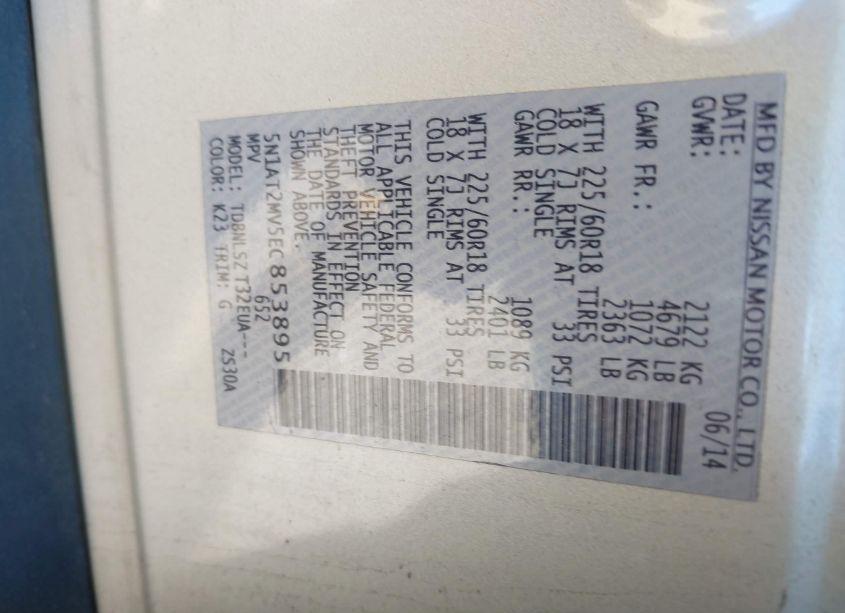 MFD BY NISSAN MOTOR CO., LTD.
DATE: 06/14
GVWR: 2122 KG
4679 LB
GAWR FR.: 1072 KG
2363 LB
WITH 225/60R18 TIRES
18 X 7J RIMS AT 33 PSI
COLD SINGLE
GAWR RR.: 1089 KG
2401 LB
WITH 225/60R18 TIRES
18 X 7J RIMS AT 33 PSI
COLD SINGLE
THIS VEHICLE CONFORMS TO
ALL APPLICABLE FEDERAL
MOTOR VEHICLE SAFETY AND
THEFT PREVENTION
STANDARDS IN EFFECT ON
THE DATE OF MANUFACTURE
SHOWN ABOVE.
5N1AT2MV5EC853895
MPV 652
MODEL: TDBNLSZ T32EUA---
COLOR: K23 TRIM: G ZS30A